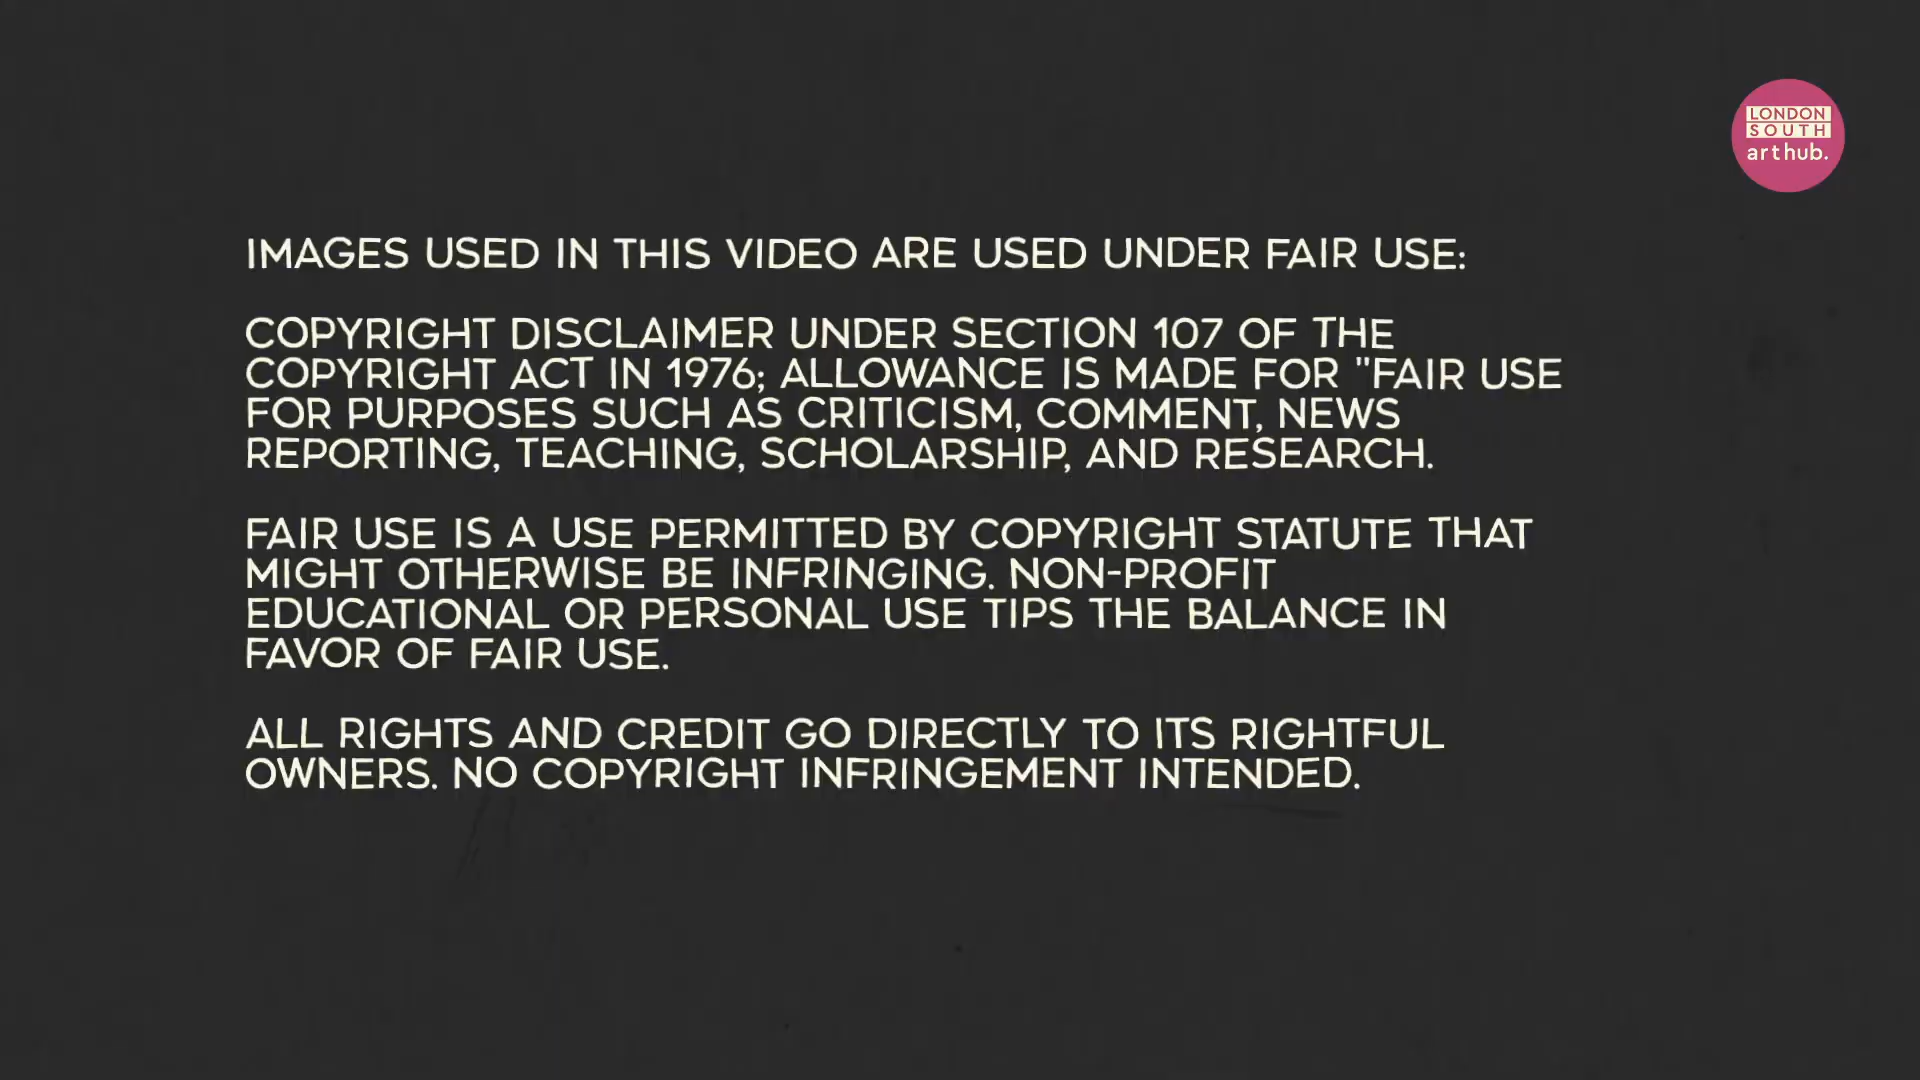 LONDON
SOUTH
art hub.
IMAGES USED IN THIS VIDEO ARE USED UNDER FAIR USE:
COPYRIGHT DISCLAIMER UNDER SECTION 107 OF THE
COPYRIGHT ACT IN 1976; ALLOWANCE IS MADE FOR "FAIR USE
FOR PURPOSES SUCH AS CRITICISM, COMMENT, NEWS
REPORTING, TEACHING, SCHOLARSHIP, AND RESEARCH.
FAIR USE IS A USE PERMITTED BY COPYRIGHT STATUTE THAT
MIGHT OTHERWISE BE INFRINGING. NON-PROFIT
EDUCATIONAL OR PERSONAL USE TIPS THE BALANCE IN
FAVOR OF FAIR USE.
ALL RIGHTS AND CREDIT GO DIRECTLY TO ITS RIGHTFUL
OWNERS. NO COPYRIGHT INFRINGEMENT INTENDED.